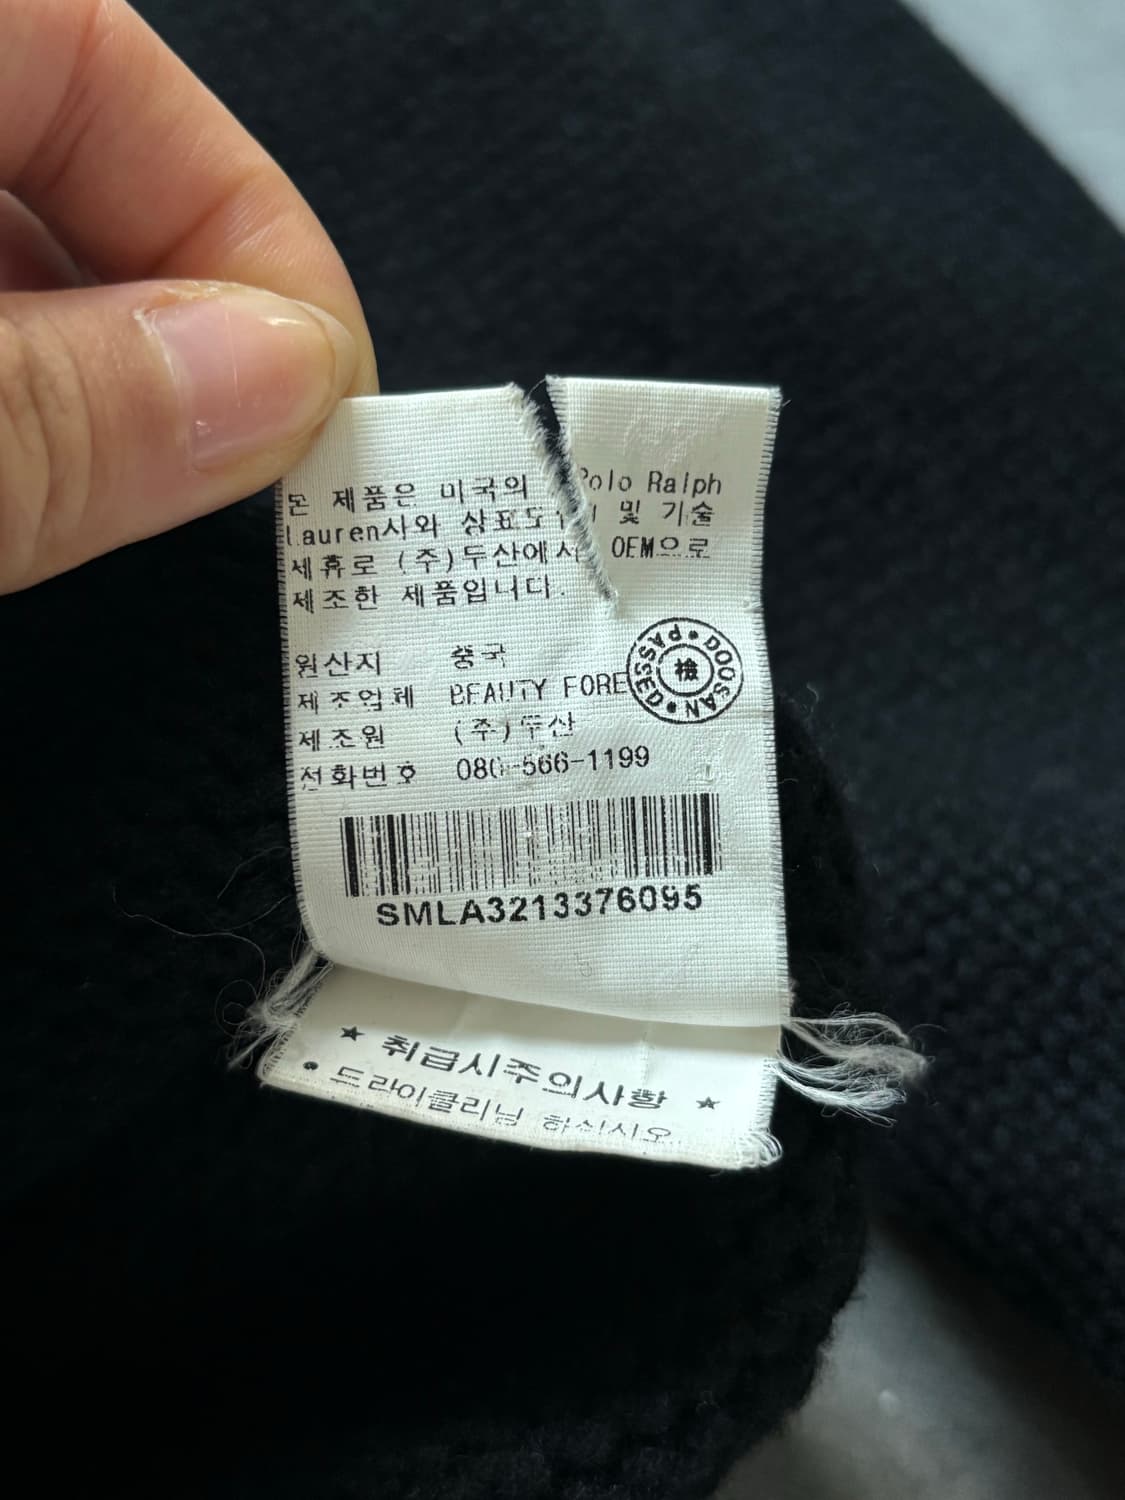 본 제품은 미국의 Polo Ralph
Lauren사와 상표도입 및 기술
제휴로 (주)두산에서 OEM으로
제조한 제품입니다.
원산지 중국
제조업체 BEAUTY FORE
제조원 (주)두산
전화번호 080-566-1199
DOOSAN • PASSED •
檢
SMLA3213376095
★ 취급시주의사항 ★
• 드라이클리닝 하십시오